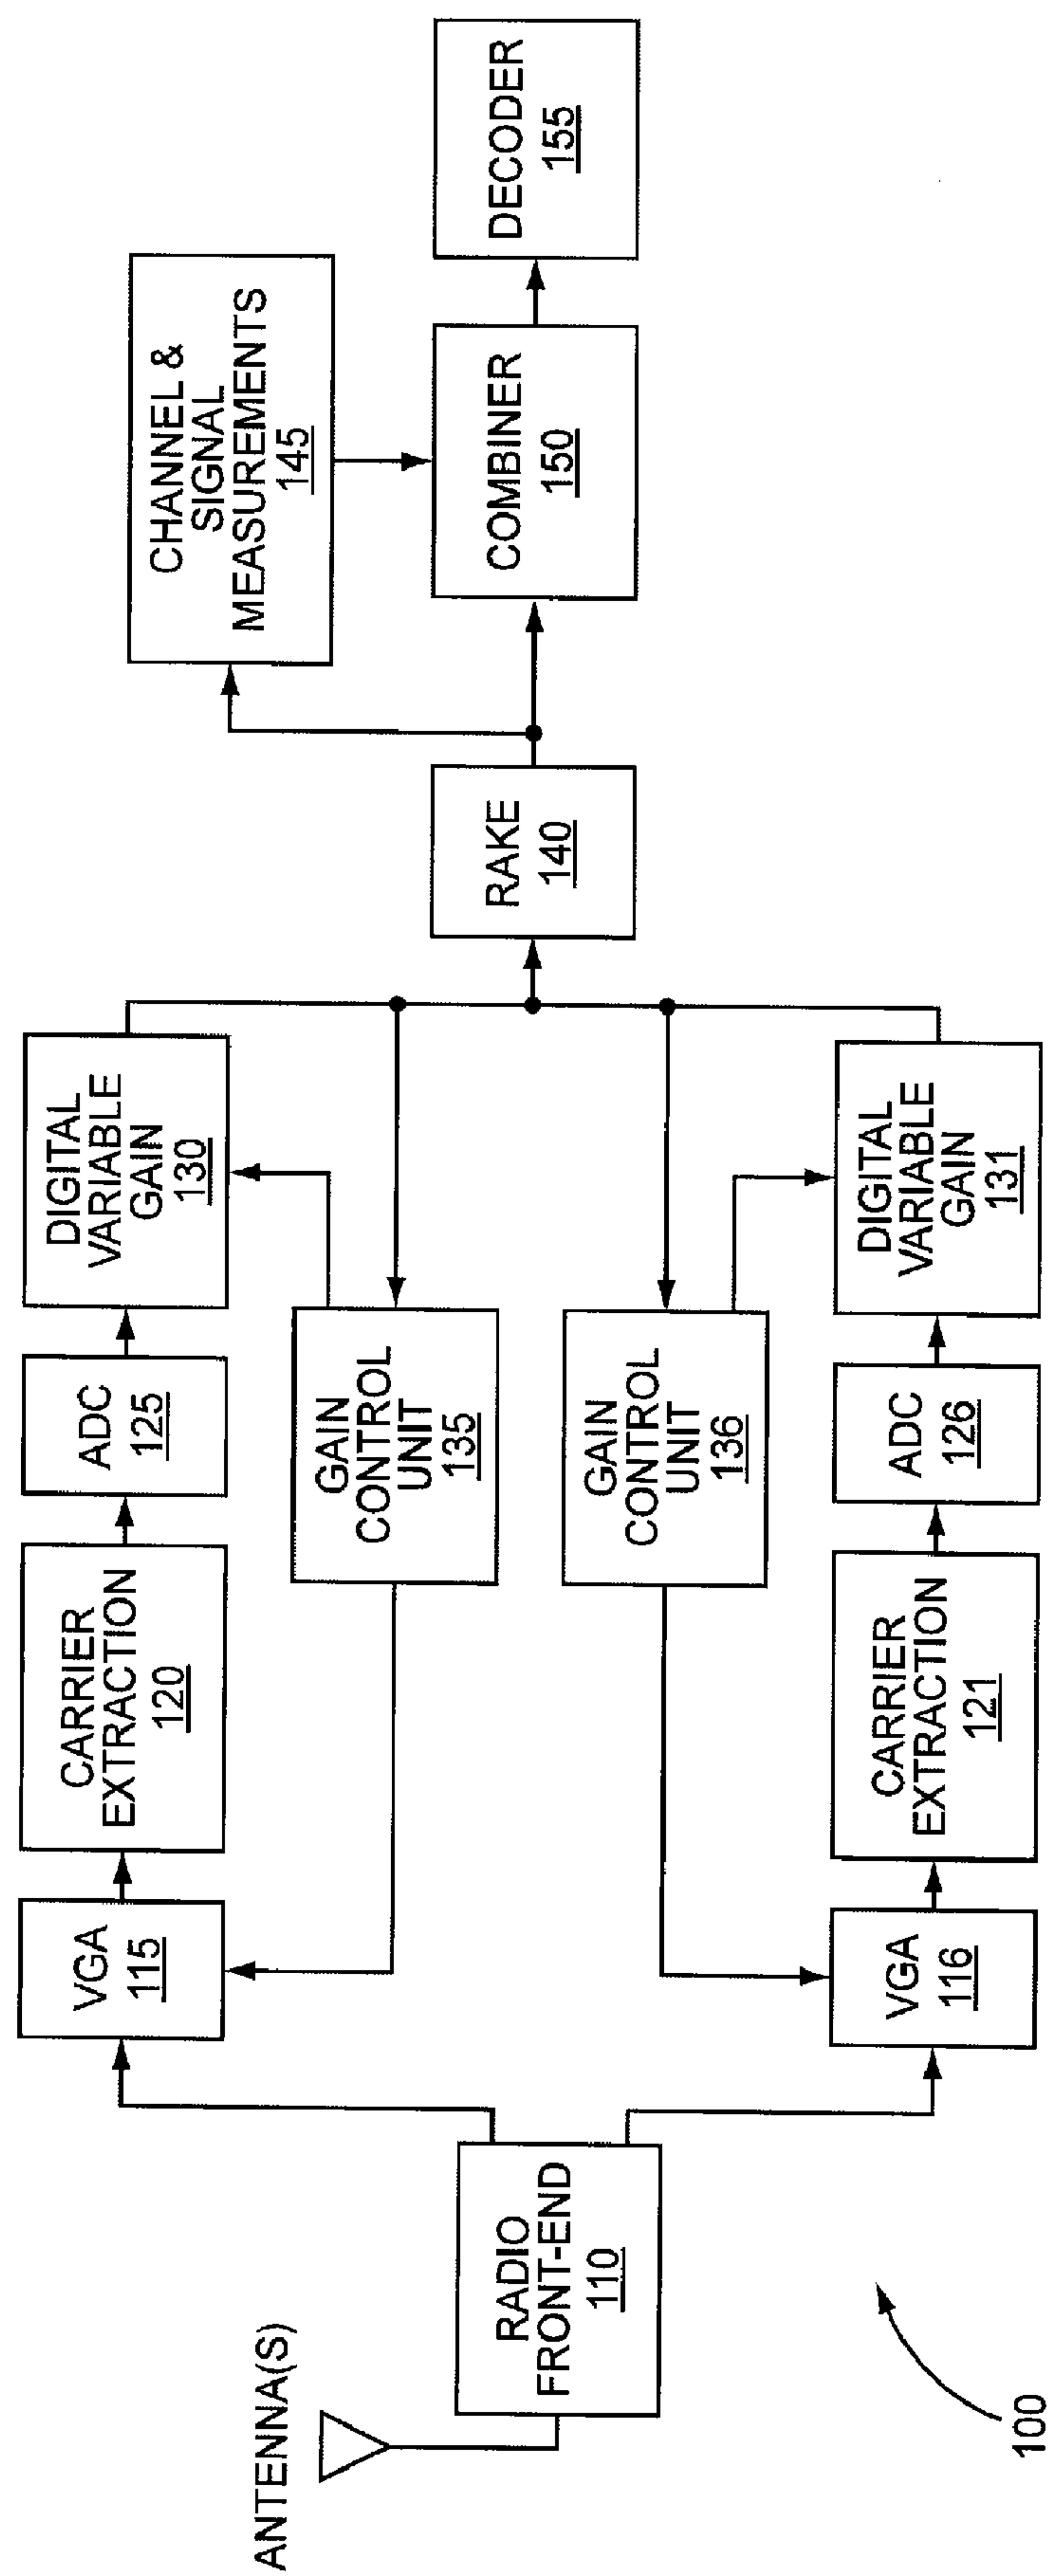 ANTENNA(S)
RADIO
FRONT-END
110
VGA
115
CARRIER
EXTRACTION
120
ADC
125
DIGITAL
VARIABLE
GAIN
130
GAIN
CONTROL
UNIT
135
GAIN
CONTROL
UNIT
136
VGA
116
CARRIER
EXTRACTION
121
ADC
126
DIGITAL
VARIABLE
GAIN
131
RAKE
140
CHANNEL &
SIGNAL
MEASUREMENTS
145
COMBINER
150
DECODER
155
100